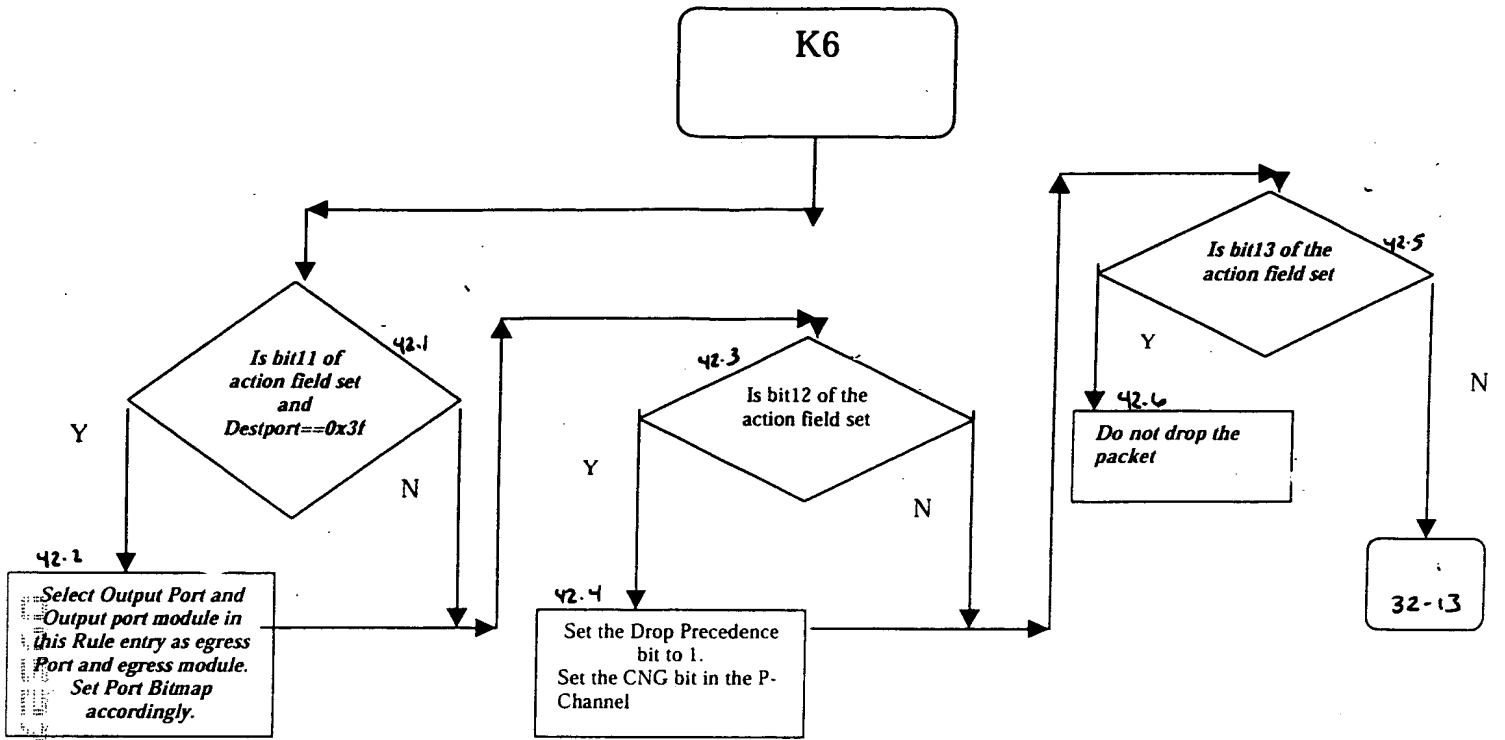 K6
42.1
Is bit11 of
action field set
and
Destport==0x3f
Y
N
42.2
Select Output Port and
Output port module in
this Rule entry as egress
Port and egress module.
Set Port Bitmap
accordingly.
42.3
Is bit12 of the
action field set
Y
N
42.4
Set the Drop Precedence
bit to 1.
Set the CNG bit in the P-
Channel
42.5
Is bit13 of the
action field set
Y
N
42.6
Do not drop the
packet
32-13